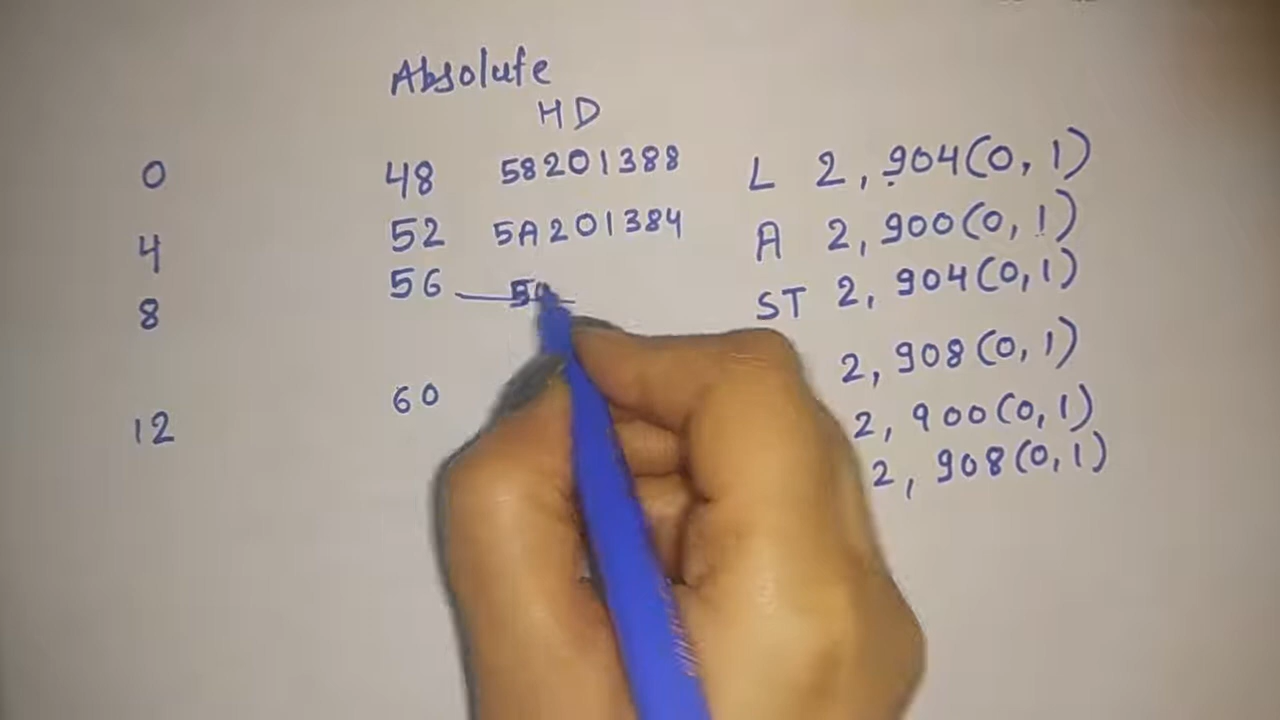 Absolute
HD
0 48 58201388 L 2, 904(0, 1)
4 52 5A201384 A 2, 900(0, 1)
8 56 ST 2, 904(0, 1)
2, 908(0, 1)
12 60 2, 900(0, 1)
2, 908(0, 1)